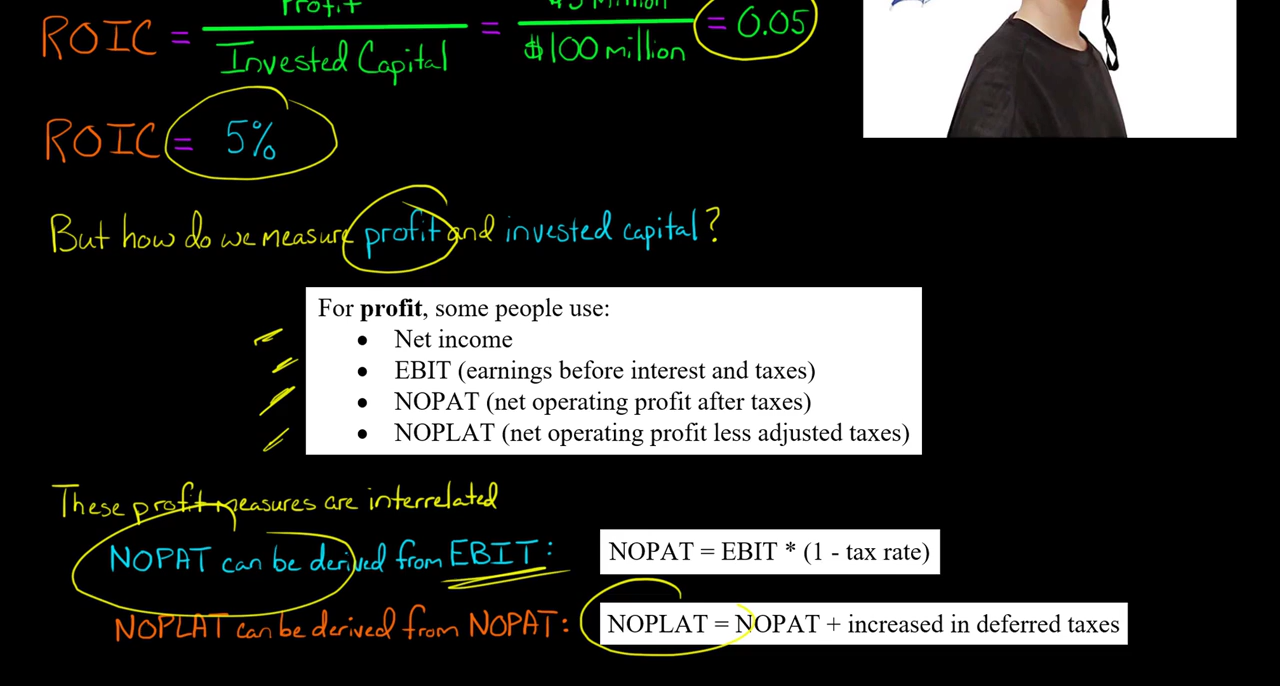 ROIC = Profit / Invested Capital = $5 million / $100 million = 0.05
ROIC = 5%
But how do we measure profit and invested capital?
For profit, some people use:
• Net income
• EBIT (earnings before interest and taxes)
• NOPAT (net operating profit after taxes)
• NOPLAT (net operating profit less adjusted taxes)
These profit measures are interrelated
NOPAT can be derived from EBIT: NOPAT = EBIT * (1 - tax rate)
NOPLAT can be derived from NOPAT: NOPLAT = NOPAT + increased in deferred taxes